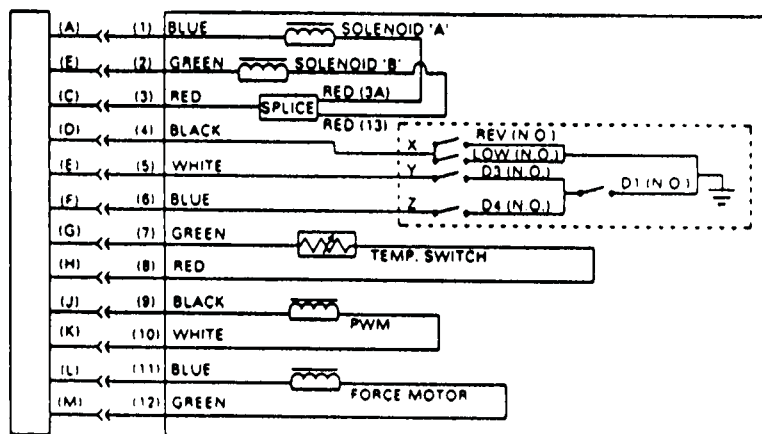 (A) (1) BLUE SOLENOID 'A'
(E) (2) GREEN SOLENOID 'B'
(C) (3) RED SPLICE RED (3A)
RED (13)
(D) (4) BLACK X REV (N.O.)
LOW (N.O.)
(E) (5) WHITE Y D3 (N.O.)
D1 (N.O.)
(F) (6) BLUE Z D4 (N.O.)
(G) (7) GREEN
TEMP. SWITCH
(H) (8) RED
(J) (9) BLACK
PWM
(K) (10) WHITE
(L) (11) BLUE
FORCE MOTOR
(M) (12) GREEN